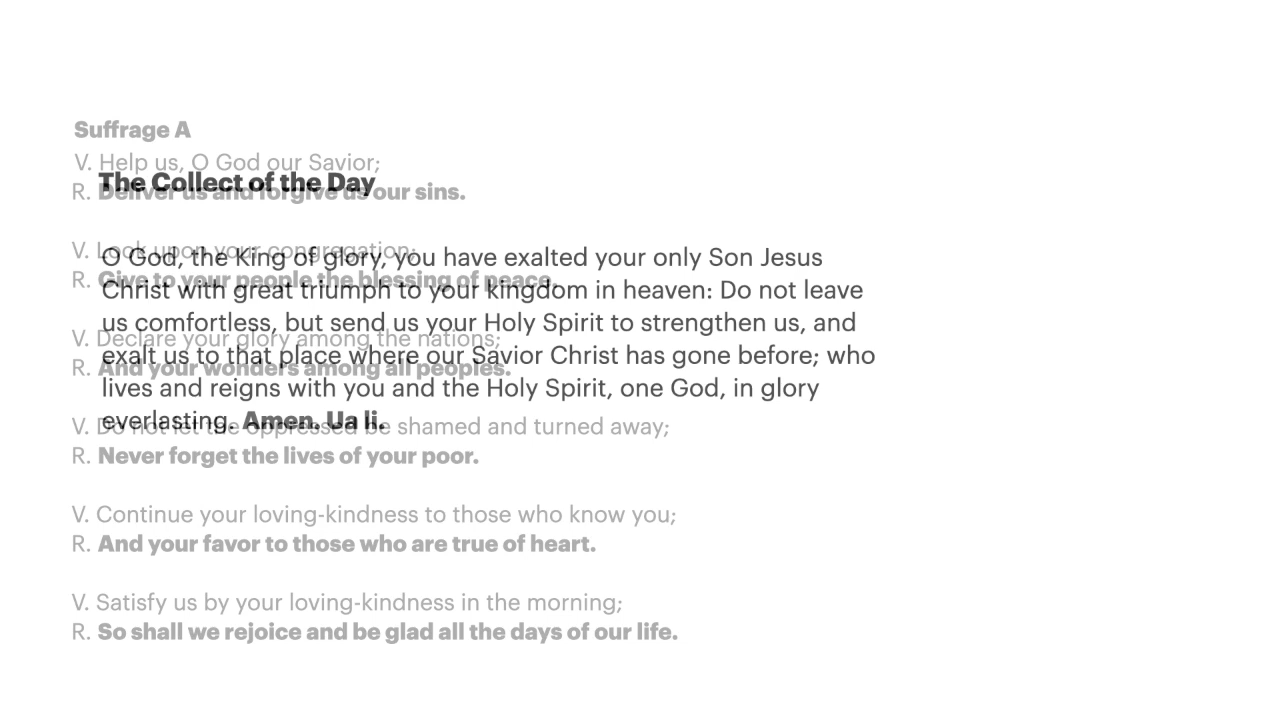 Suffrage A
V. Help us, O God our Savior;
R. Deliver us and forgive us our sins.
V. Look upon your congregation;
R. Give to your people the blessing of peace.
V. Declare your glory among the nations;
R. And your wonders among all peoples.
V. Do not let the oppressed be shamed and turned away;
R. Never forget the lives of your poor.
V. Continue your loving-kindness to those who know you;
R. And your favor to those who are true of heart.
V. Satisfy us by your loving-kindness in the morning;
R. So shall we rejoice and be glad all the days of our life.
The Collect of the Day
O God, the King of glory, you have exalted your only Son Jesus
Christ with great triumph to your kingdom in heaven: Do not leave
us comfortless, but send us your Holy Spirit to strengthen us, and
exalt us to that place where our Savior Christ has gone before; who
lives and reigns with you and the Holy Spirit, one God, in glory
everlasting. Amen. Ua li.